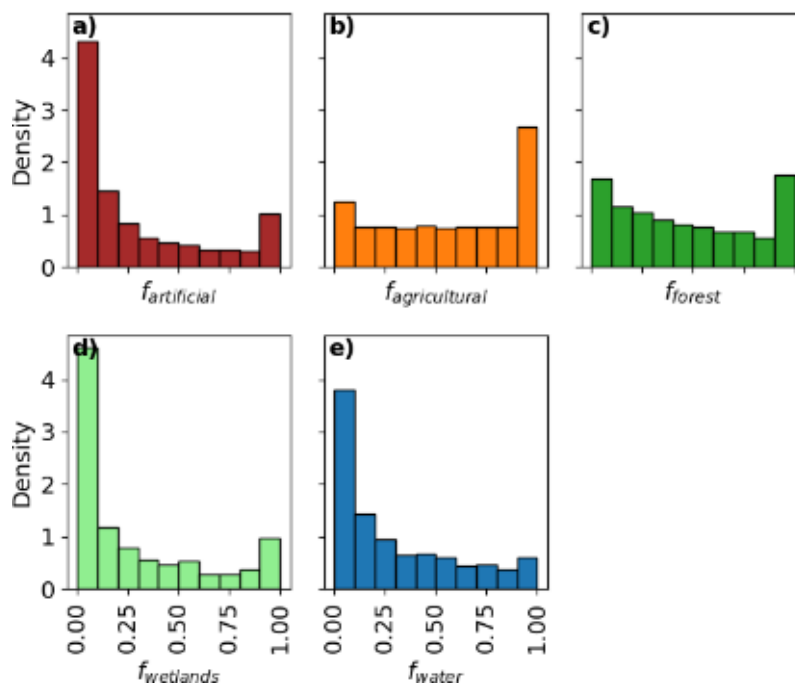 a)
b)
c)
4
3
2
1
0
Density
f_artificial
f_agricultural
f_forest
d)
e)
4
3
2
1
0
Density
0.00
0.25
0.50
0.75
1.00
0.00
0.25
0.50
0.75
1.00
f_wetlands
f_water